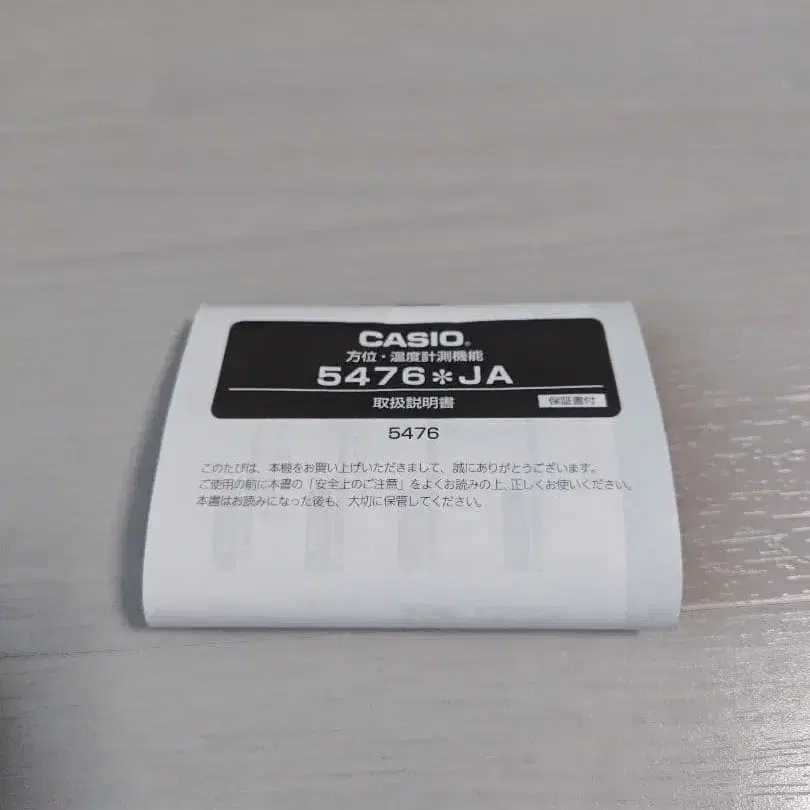 CASIO®
方位・温度計測機能
5476*JA
取扱説明書 保証書付
5476
このたびは、本機をお買い上げいただきまして、誠にありがとうございます。
ご使用の前に本書の「安全上のご注意」をよくお読みの上、正しくお使いください。
本書はお読みになった後も、大切に保管してください。